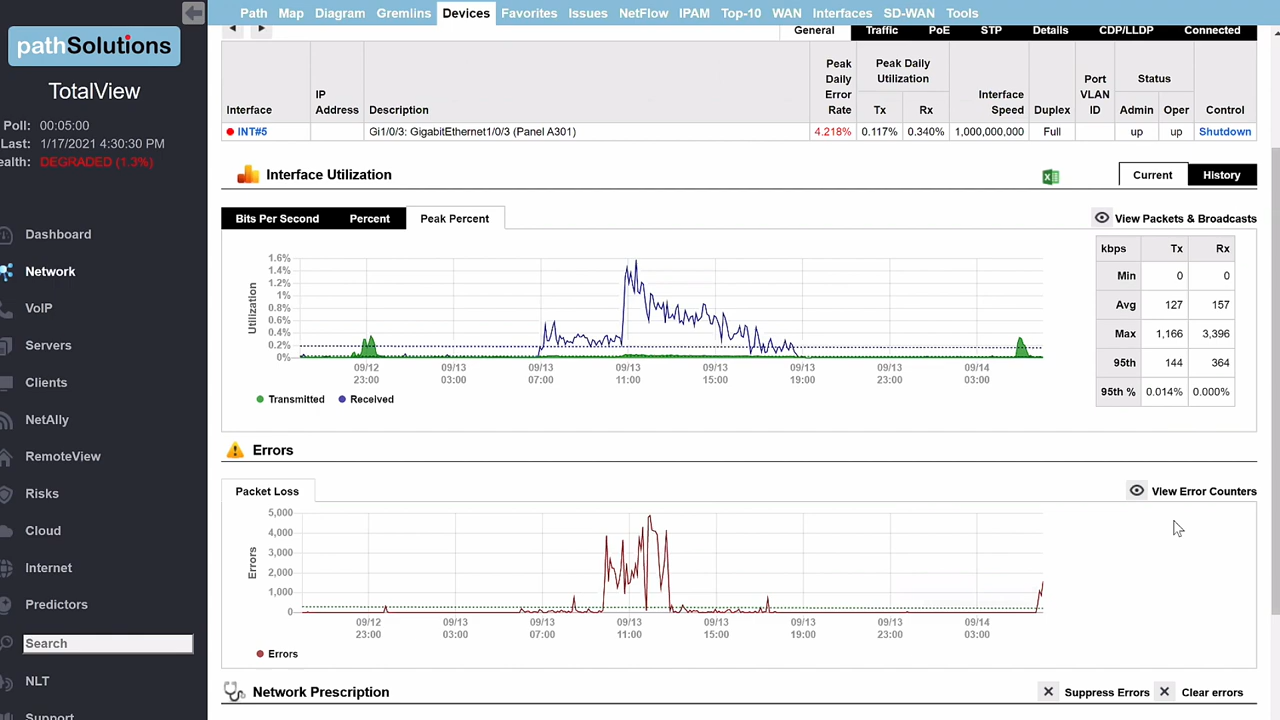 Path Map Diagram Gremlins Devices Favorites Issues NetFlow IPAM Top-10 WAN Interfaces SD-WAN Tools
pathSolutions
TotalView
Poll: 00:05:00
Last: 1/17/2021 4:30:30 PM
ealth: DEGRADED (1.3%)
Dashboard
Network
VoIP
Servers
Clients
NetAlly
RemoteView
Risks
Cloud
Internet
Predictors
Search
NLT
Support
General Traffic PoE STP Details CDP/LLDP Connected
Interface
IP
Address
Description
Peak
Daily
Error
Rate
Peak Daily
Utilization
Tx Rx
Interface
Speed
Duplex
Port
VLAN
ID
Status
Admin Oper
Control
INT#5 Gi1/0/3: GigabitEthernet1/0/3 (Panel A301) 4.218% 0.117% 0.340% 1,000,000,000 Full up up Shutdown
Interface Utilization
Current History
Bits Per Second Percent Peak Percent
View Packets & Broadcasts
Utilization
1.6%
1.4%
1.2%
1%
0.8%
0.6%
0.4%
0.2%
0%
09/12 09/13 09/13 09/13 09/13 09/13 09/13 09/14
23:00 03:00 07:00 11:00 15:00 19:00 23:00 03:00
Transmitted Received
kbps Tx Rx
Min 0 0
Avg 127 157
Max 1,166 3,396
95th 144 364
95th % 0.014% 0.000%
Errors
Packet Loss
View Error Counters
Errors
5,000
4,000
3,000
2,000
1,000
0
09/12 09/13 09/13 09/13 09/13 09/13 09/13 09/14
23:00 03:00 07:00 11:00 15:00 19:00 23:00 03:00
Errors
Network Prescription
Suppress Errors Clear errors